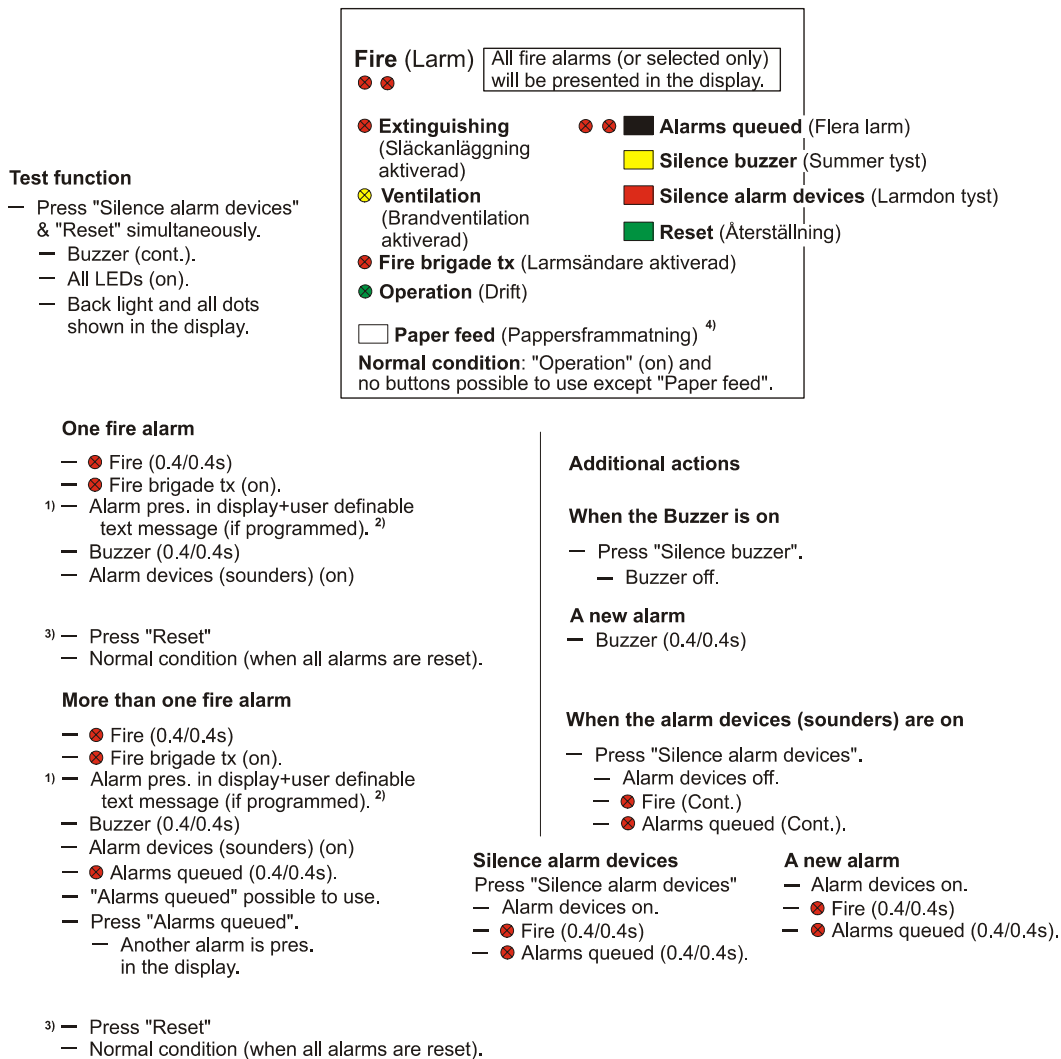 Fire (Larm)
All fire alarms (or selected only)
will be presented in the display.
Extinguishing
(Släckanläggning
aktiverad)
Ventilation
(Brandventilation
aktiverad)
Fire brigade tx (Larmsändare aktiverad)
Operation (Drift)
Alarms queued (Flera larm)
Silence buzzer (Summer tyst)
Silence alarm devices (Larmdon tyst)
Reset (Återställning)
Paper feed (Pappersframmatning) 4)
Normal condition: "Operation" (on) and
no buttons possible to use except "Paper feed".
Test function
— Press "Silence alarm devices"
& "Reset" simultaneously.
— Buzzer (cont.).
— All LEDs (on).
— Back light and all dots
shown in the display.
One fire alarm
— Fire (0.4/0.4s)
— Fire brigade tx (on).
1) — Alarm pres. in display+user definable
text message (if programmed). 2)
— Buzzer (0.4/0.4s)
— Alarm devices (sounders) (on)
3) — Press "Reset"
— Normal condition (when all alarms are reset).
More than one fire alarm
— Fire (0.4/0.4s)
— Fire brigade tx (on).
1) — Alarm pres. in display+user definable
text message (if programmed). 2)
— Buzzer (0.4/0.4s)
— Alarm devices (sounders) (on)
— Alarms queued (0.4/0.4s).
— "Alarms queued" possible to use.
— Press "Alarms queued".
— Another alarm is pres.
in the display.
3) — Press "Reset"
— Normal condition (when all alarms are reset).
Additional actions
When the Buzzer is on
— Press "Silence buzzer".
— Buzzer off.
A new alarm
— Buzzer (0.4/0.4s)
When the alarm devices (sounders) are on
— Press "Silence alarm devices".
— Alarm devices off.
— Fire (Cont.)
— Alarms queued (Cont.).
Silence alarm devices
Press "Silence alarm devices"
— Alarm devices on.
— Fire (0.4/0.4s)
— Alarms queued (0.4/0.4s).
A new alarm
— Alarm devices on.
— Fire (0.4/0.4s)
— Alarms queued (0.4/0.4s).